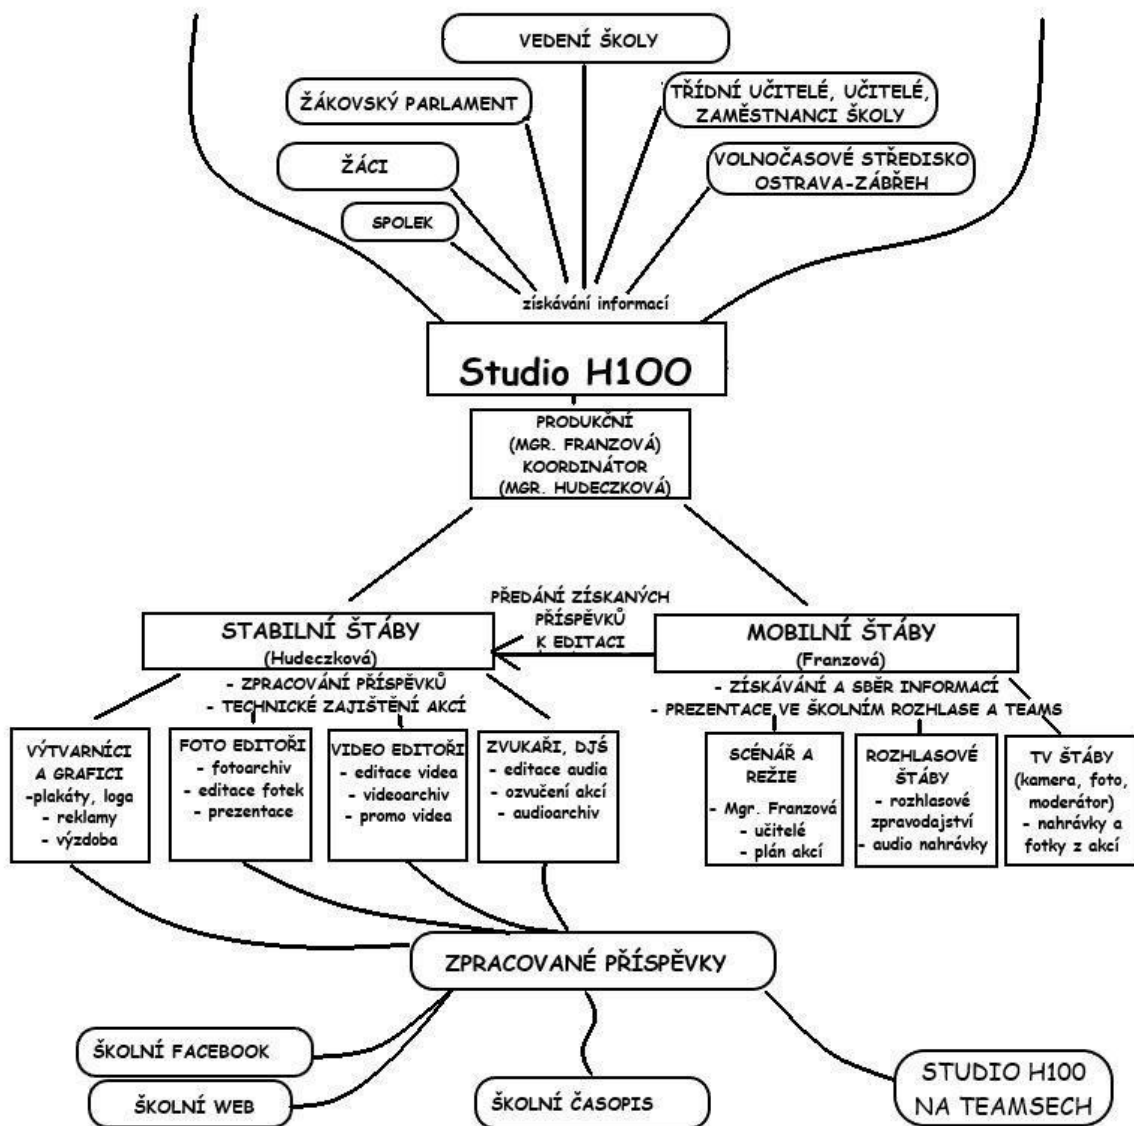 VEDENÍ ŠKOLY
ŽÁKOVSKÝ PARLAMENT
TŘÍDNÍ UČITELÉ, UČITELÉ,
ZAMĚSTNANCI ŠKOLY
ŽÁCI
VOLNOČASOVÉ STŘEDISKO
OSTRAVA-ZÁBŘEH
SPOLEK
získávání informací
Studio H100
PRODUKČNÍ
(MGR. FRANZOVÁ)
KOORDINÁTOR
(MGR. HUDECZKOVÁ)
PŘEDÁNÍ ZÍSKANÝCH
PŘÍSPĚVKŮ
K EDITACI
STABILNÍ ŠTÁBY
(Hudeczková)
- ZPRACOVÁNÍ PŘÍSPĚVKŮ
- TECHNICKÉ ZAJIŠTĚNÍ AKCÍ
MOBILNÍ ŠTÁBY
(Franzová)
- ZÍSKÁVÁNÍ A SBĚR INFORMACÍ
- PREZENTACE VE ŠKOLNÍM ROZHLASE A TEAMS
VÝTVARNÍCI
A GRAFICI
-plakáty, loga
- reklamy
- výzdoba
FOTO EDITOŘI
- fotoarchiv
- editace fotek
- prezentace
VIDEO EDITOŘI
- editace videa
- videoarchiv
- promo videa
ZVUKAŘI, DJŠ
- editace audia
- ozvučení akcí
- audioarchiv
SCÉNÁŘ A
REŽIE
- Mgr. Franzová
- učitelé
- plán akcí
ROZHLASOVÉ
ŠTÁBY
- rozhlasové
zpravodajství
- audio nahrávky
TV ŠTÁBY
(kamera, foto,
moderátor)
- nahrávky a
fotky z akcí
ZPRACOVANÉ PŘÍSPĚVKY
ŠKOLNÍ FACEBOOK
ŠKOLNÍ WEB
ŠKOLNÍ ČASOPIS
STUDIO H100
NA TEAMSECH